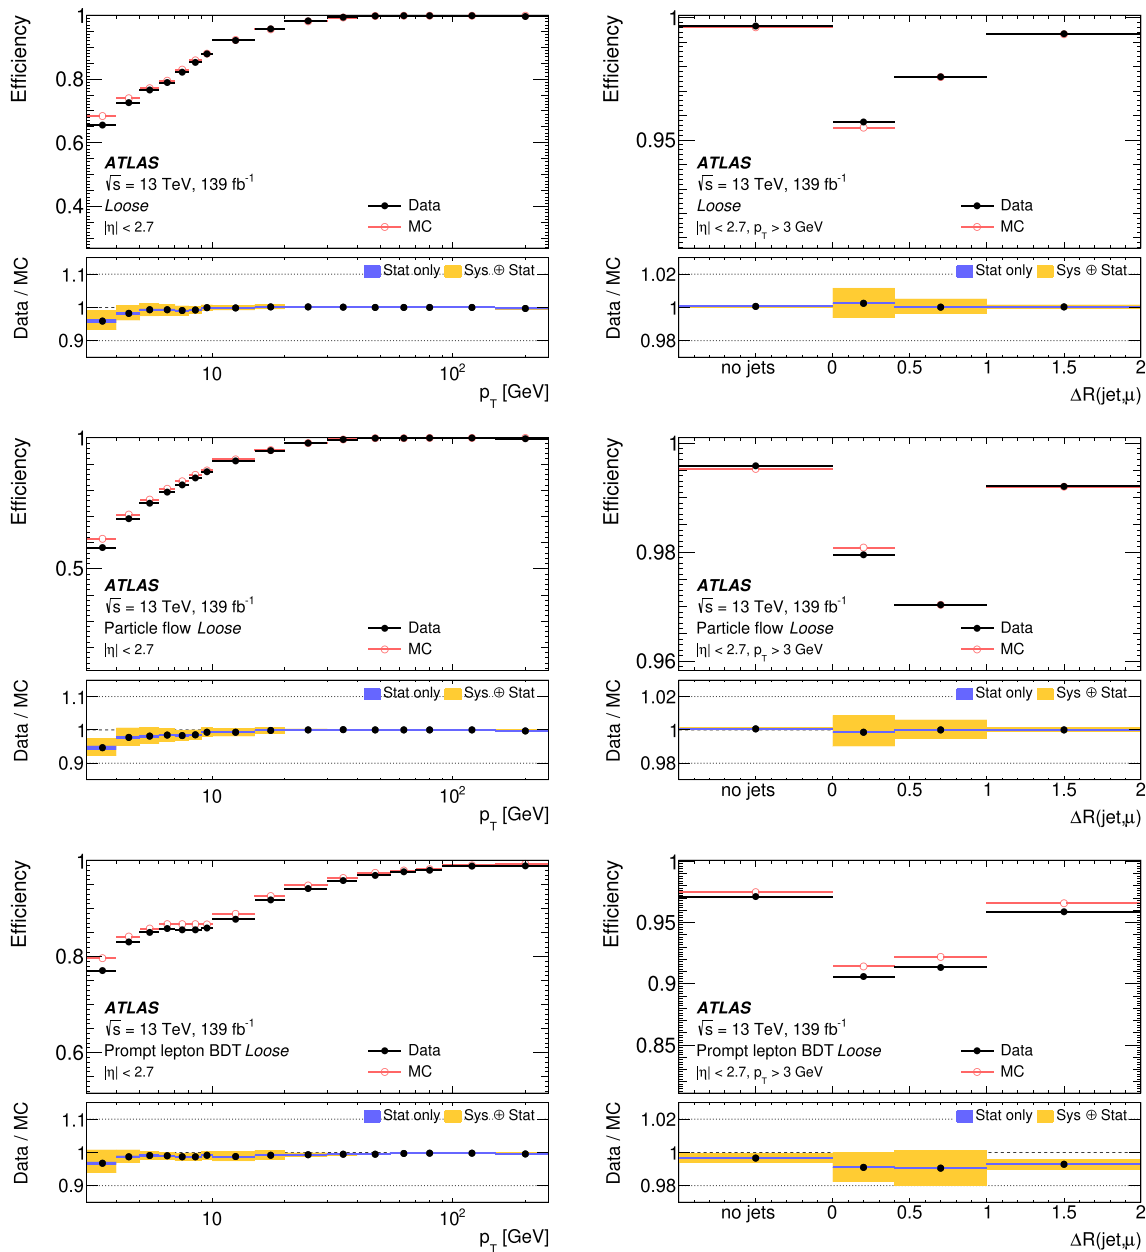 Efficiency
1
0.8
0.6
0.4
ATLAS
√s = 13 TeV, 139 fb⁻¹
Loose
|η| < 2.7
Data
MC
Data / MC
1.1
1
0.9
Stat only
Sys ⊕ Stat
10
10²
p_T [GeV]
Efficiency
1
0.95
ATLAS
√s = 13 TeV, 139 fb⁻¹
Loose
|η| < 2.7, p_T > 3 GeV
Data
MC
Data / MC
1.02
1
0.98
Stat only
Sys ⊕ Stat
no jets
0
0.5
1
1.5
2
ΔR(jet,μ)
Efficiency
1
0.5
ATLAS
√s = 13 TeV, 139 fb⁻¹
Particle flow Loose
|η| < 2.7
Data
MC
Data / MC
1.1
1
0.9
Stat only
Sys ⊕ Stat
10
10²
p_T [GeV]
Efficiency
1
0.98
0.96
ATLAS
√s = 13 TeV, 139 fb⁻¹
Particle flow Loose
|η| < 2.7, p_T > 3 GeV
Data
MC
Data / MC
1.02
1
0.98
Stat only
Sys ⊕ Stat
no jets
0
0.5
1
1.5
2
ΔR(jet,μ)
Efficiency
1
0.8
0.6
ATLAS
√s = 13 TeV, 139 fb⁻¹
Prompt lepton BDT Loose
|η| < 2.7
Data
MC
Data / MC
1.1
1
0.9
Stat only
Sys ⊕ Stat
10
10²
p_T [GeV]
Efficiency
1
0.95
0.9
0.85
ATLAS
√s = 13 TeV, 139 fb⁻¹
Prompt lepton BDT Loose
|η| < 2.7, p_T > 3 GeV
Data
MC
Data / MC
1.02
1
0.98
Stat only
Sys ⊕ Stat
no jets
0
0.5
1
1.5
2
ΔR(jet,μ)